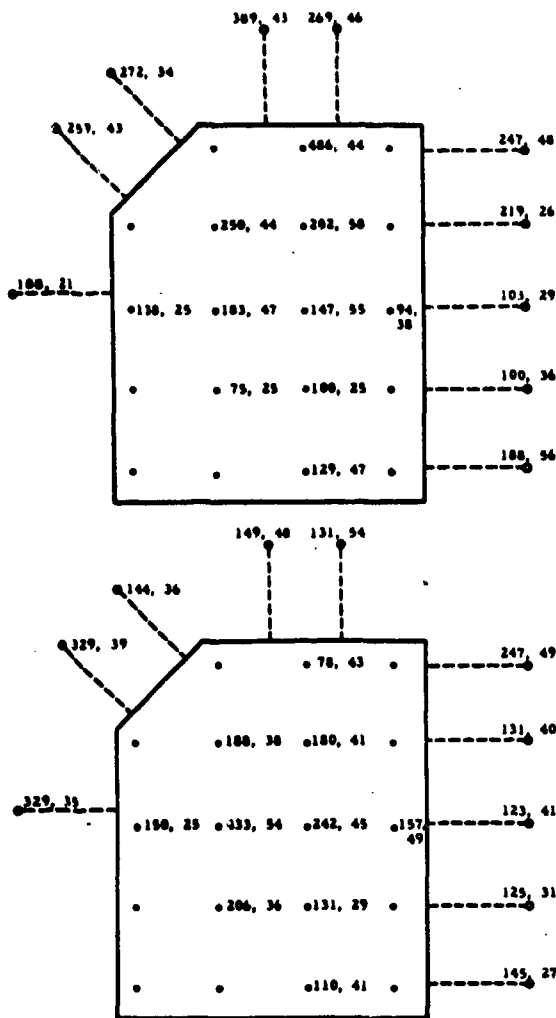 389, 43 269, 46
272, 34
257, 43
486, 44 247, 48
250, 44 202, 50 219, 26
188, 21
138, 25 183, 47 147, 55 94, 38 103, 29
75, 25 100, 25 100, 36
129, 47 188, 56
149, 48 131, 54
144, 36
329, 39
78, 43 247, 49
188, 38 180, 41 131, 40
329, 35
150, 25 333, 54 242, 45 157, 49 123, 41
206, 36 131, 29 125, 31
110, 41 145, 27